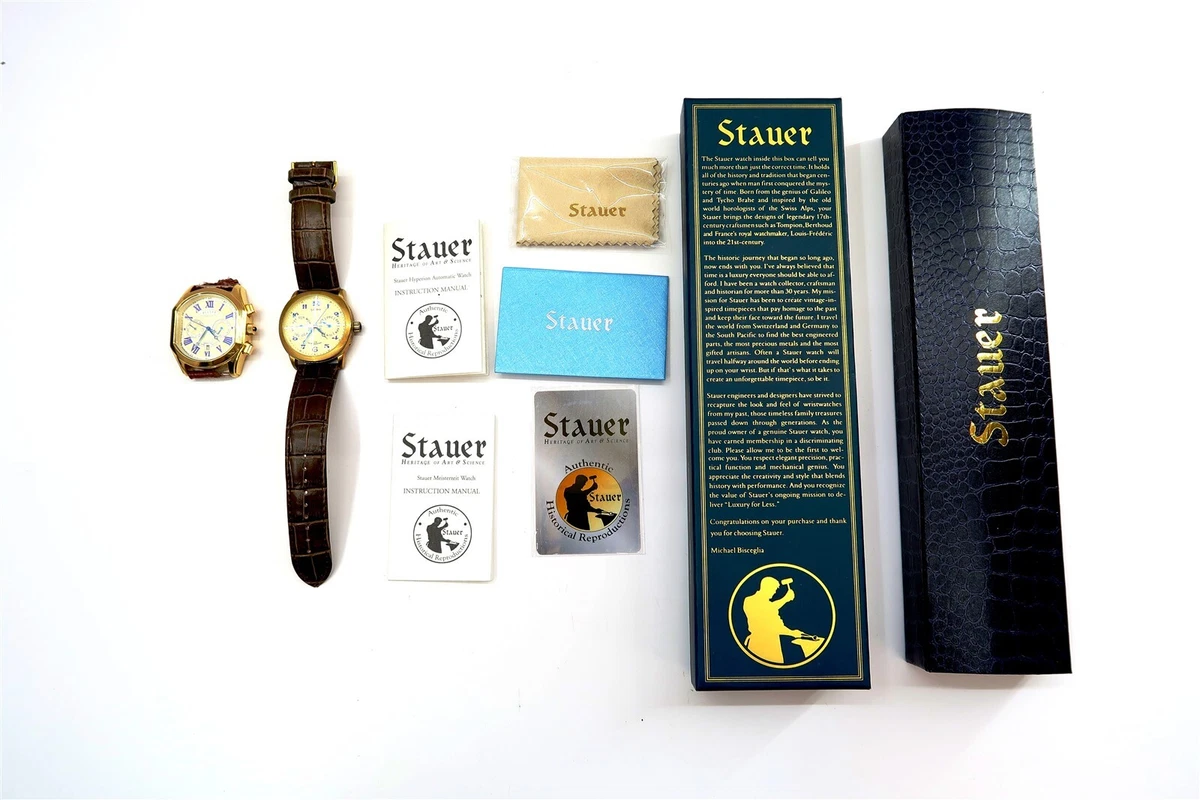 Stauer
HERITAGE OF ART & SCIENCE
Stauer Hyperion Automatic Watch
INSTRUCTION MANUAL
Authentic
Stauer
Historical Reproductions
Stauer
HERITAGE OF ART & SCIENCE
Stauer Meisterzeit Watch
INSTRUCTION MANUAL
Authentic
Stauer
Historical Reproductions
Stauer
Stauer
Stauer
HERITAGE OF ART & SCIENCE
Authentic
Stauer
Historical Reproductions
Stauer
The Stauer watch inside this box can tell you
much more than just the correct time. It holds
all of the history and tradition that began cen-
turies ago when man first conquered the mys-
tery of time. Born from the genius of Galileo
and Tycho Brahe and inspired by the old
world horologists of the Swiss Alps, your
Stauer brings the designs of legendary 17th-
century craftsmen such as Tompion, Berthoud
and France's royal watchmaker, Louis-Frédéric
into the 21st-century.
The historic journey that began so long ago,
now ends with you. I've always believed that
time is a luxury everyone should be able to af-
ford. I have been a watch collector, craftsman
and historian for more than 30 years. My mis-
sion for Stauer has been to create vintage-in-
spired timepieces that pay homage to the past
and keep their face toward the future. I travel
the world from Switzerland and Germany to
the South Pacific to find the best engineered
parts, the most precious metals and the most
gifted artisans. Often a Stauer watch will
travel halfway around the world before ending
up on your wrist. But if that's what it takes to
create an unforgettable timepiece, so be it.
Stauer engineers and designers have strived to
recapture the look and feel of wristwatches
from my past, those timeless family treasures
passed down through generations. As the
proud owner of a genuine Stauer watch, you
have earned membership in a discriminating
club. Please allow me to be the first to wel-
come you. You respect elegant precision, prac-
tical function and mechanical genius. You
appreciate the creativity and style that blends
history with performance. And you recognize
the value of Stauer's ongoing mission to de-
liver "Luxury for Less."
Congratulations on your purchase and thank
you for choosing Stauer.
Michael Bisceglia
Stauer